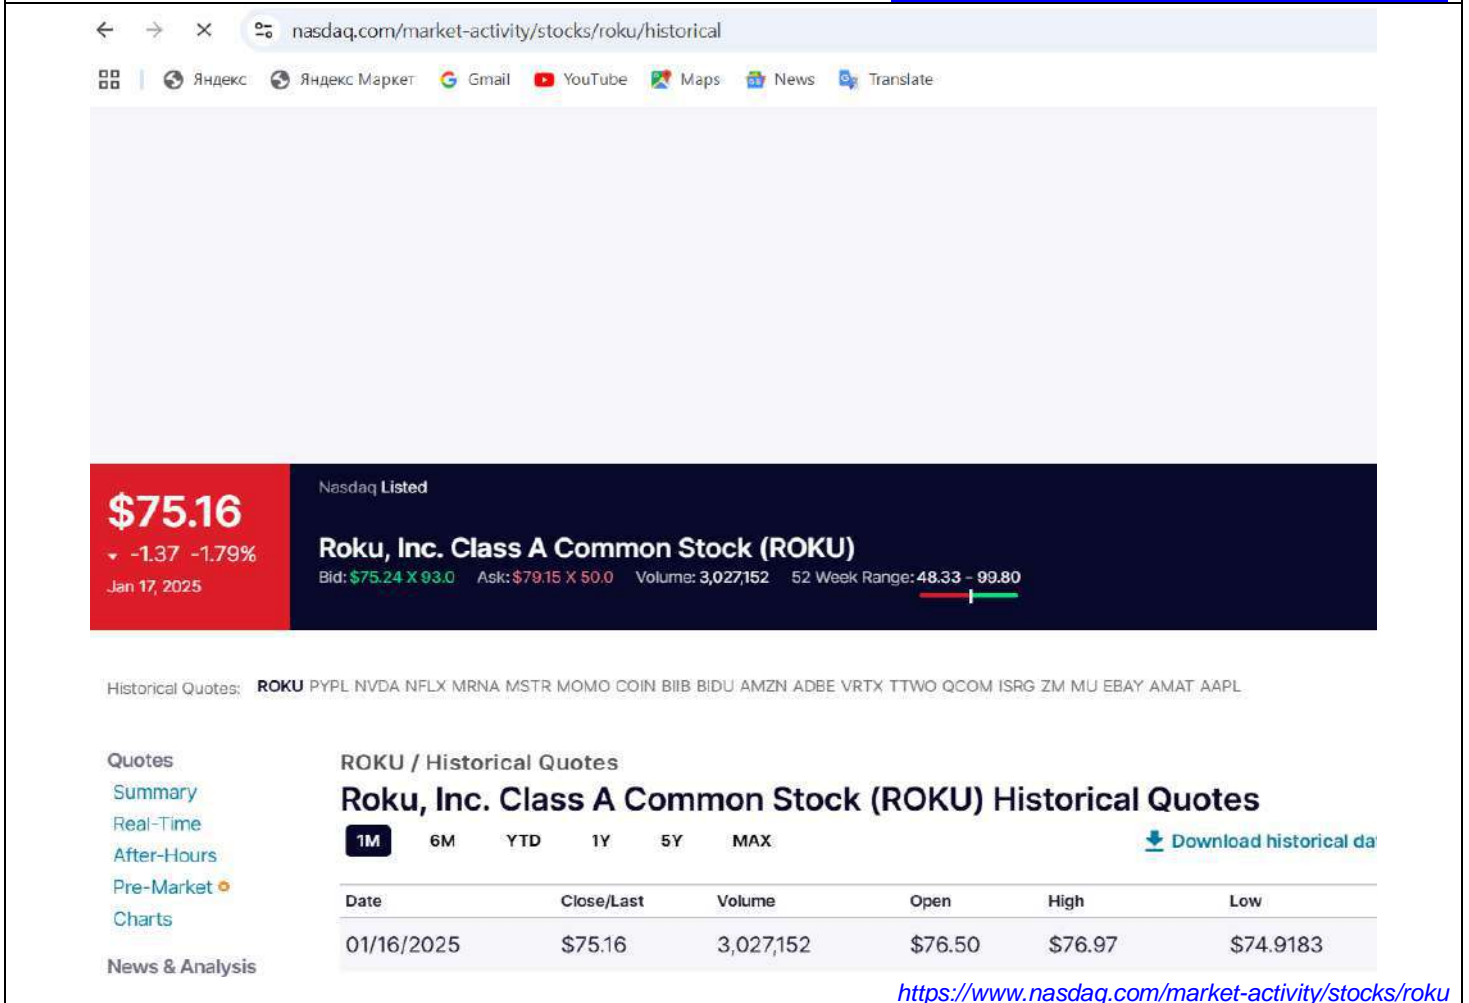 nasdaq.com/market-activity/stocks/roku/historical
Яндекс Яндекс Маркет Gmail YouTube Maps News Translate
Nasdaq Listed
$75.16
-1.37 -1.79%
Jan 17, 2025
Roku, Inc. Class A Common Stock (ROKU)
Bid: $75.24 X 93.0 Ask: $79.15 X 50.0 Volume: 3,027,152 52 Week Range: 48.33 - 99.80
Historical Quotes: ROKU PYPL NVDA NFLX MRNA MSTR MOMO COIN BIIB BIDU AMZN ADBE VRTX TTWO QCOM ISRG ZM MU EBAY AMAT AAPL
Quotes
Summary
Real-Time
After-Hours
Pre-Market
Charts
News & Analysis
ROKU / Historical Quotes
Roku, Inc. Class A Common Stock (ROKU) Historical Quotes
1M 6M YTD 1Y 5Y MAX
Download historical da
Date Close/Last Volume Open High Low
01/16/2025 $75.16 3,027,152 $76.50 $76.97 $74.9183
https://www.nasdaq.com/market-activity/stocks/roku